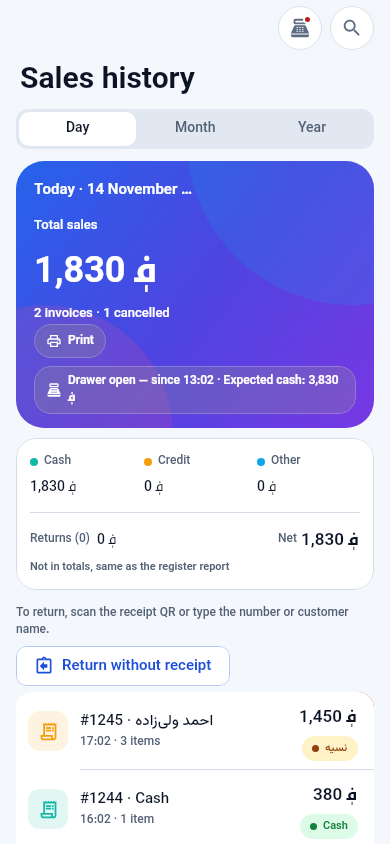 Sales history
Day
Month
Year
Today · 14 November ...
Total sales
1,830 ؋
2 invoices · 1 cancelled
Print
Drawer open — since 13:02 · Expected cash: 3,830
؋
Cash
Credit
Other
1,830 ؋
0 ؋
0 ؋
Returns (0) 0 ؋
Net 1,830 ؋
Not in totals, same as the register report
To return, scan the receipt QR or type the number or customer
name.
Return without receipt
#1245 · احمد ولی‌زاده
1,450 ؋
17:02 · 3 items
نسیه
#1244 · Cash
380 ؋
16:02 · 1 item
Cash